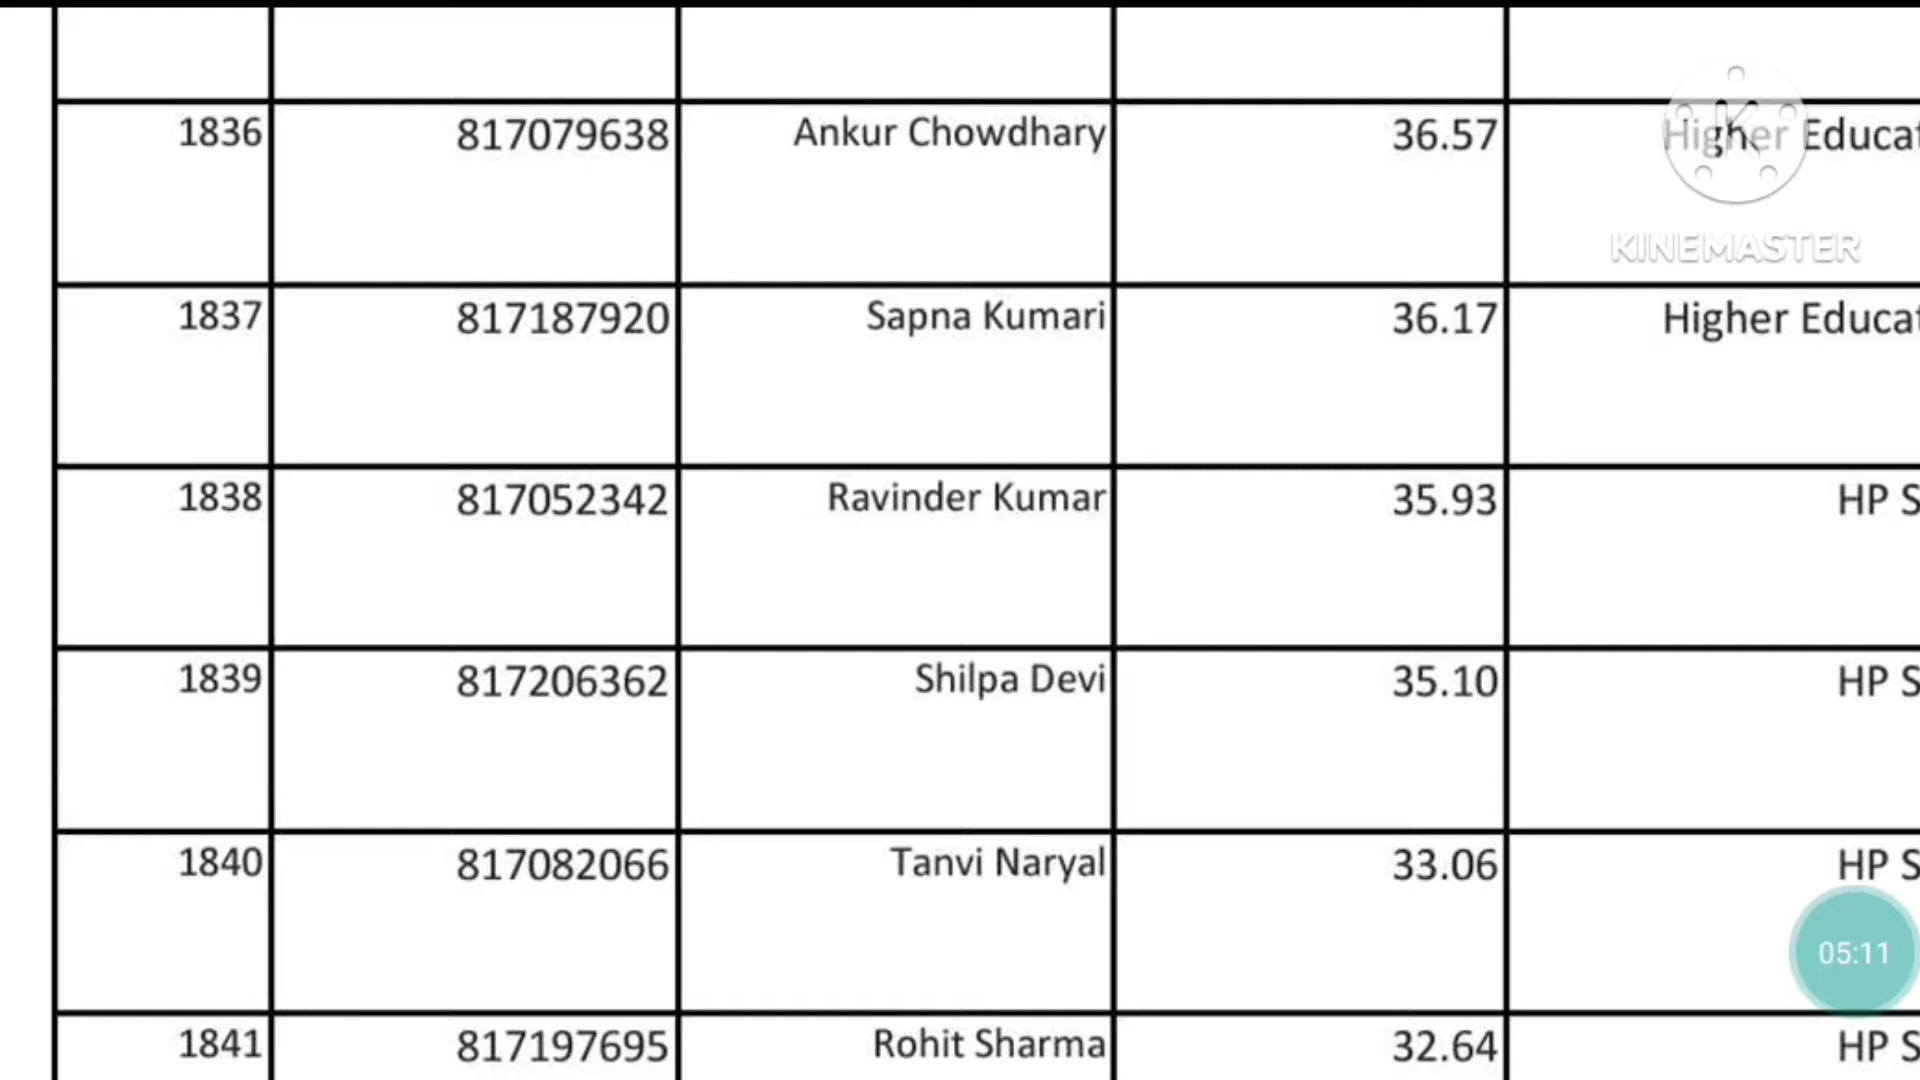 1836 817079638 Ankur Chowdhary 36.57 Higher Educat
KINEMASTER
1837 817187920 Sapna Kumari 36.17 Higher Educat
1838 817052342 Ravinder Kumar 35.93 HP S
1839 817206362 Shilpa Devi 35.10 HP S
1840 817082066 Tanvi Naryal 33.06 HP S
05:11
1841 817197695 Rohit Sharma 32.64 HP S